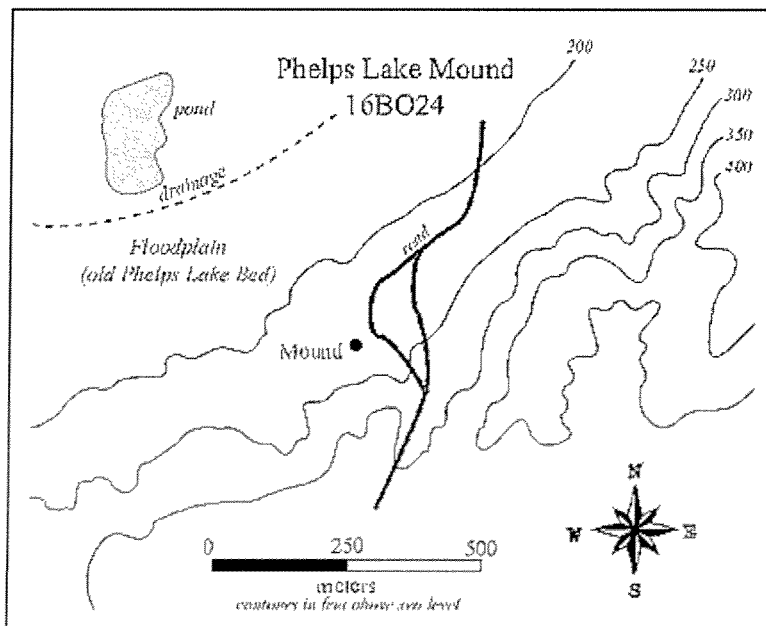 Phelps Lake Mound
16BO24
200
250
300
350
400
pond
drainage
road
Floodplain
(old Phelps Lake Bed)
Mound
N
W
E
S
0
250
500
meters
contours in feet above sea level